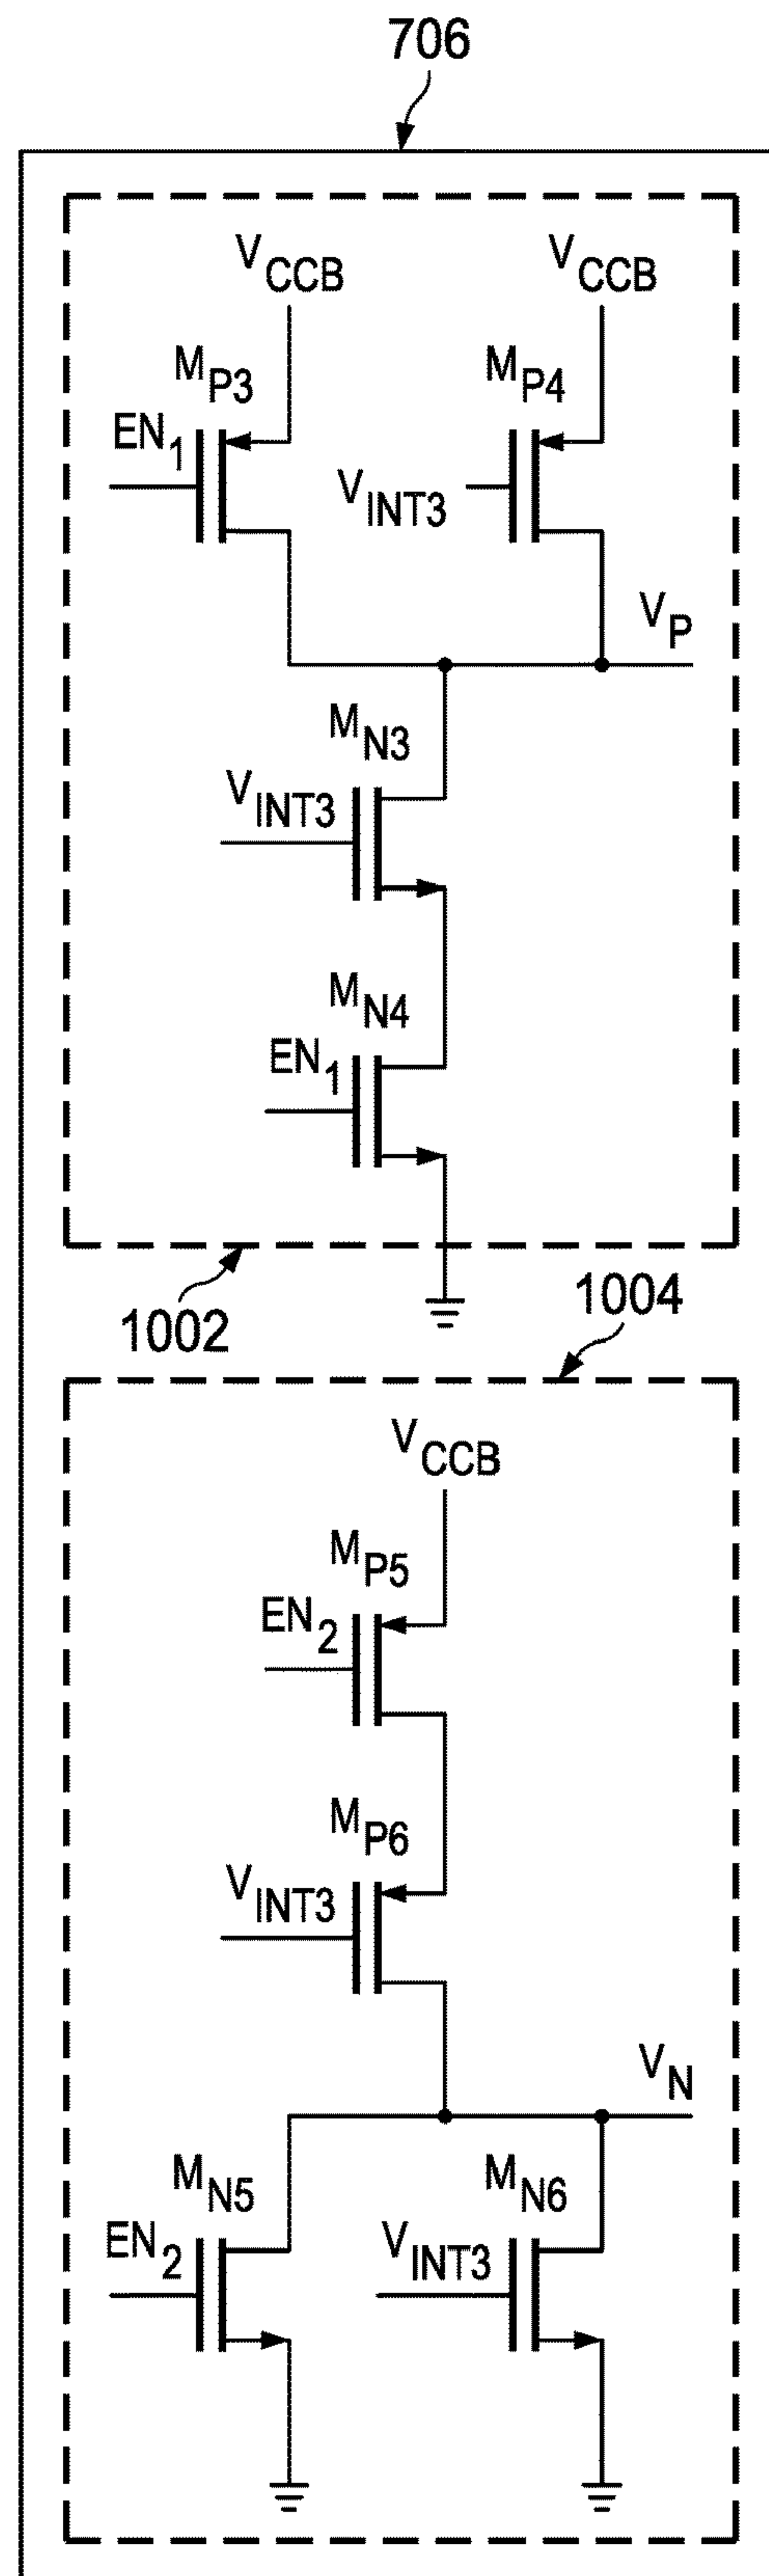 706
VCCB VCCB
MP3 MP4
EN1
VINT3
VP
MN3
VINT3
MN4
EN1
1002
1004
VCCB
MP5
EN2
MP6
VINT3
VN
MN5 MN6
EN2 VINT3